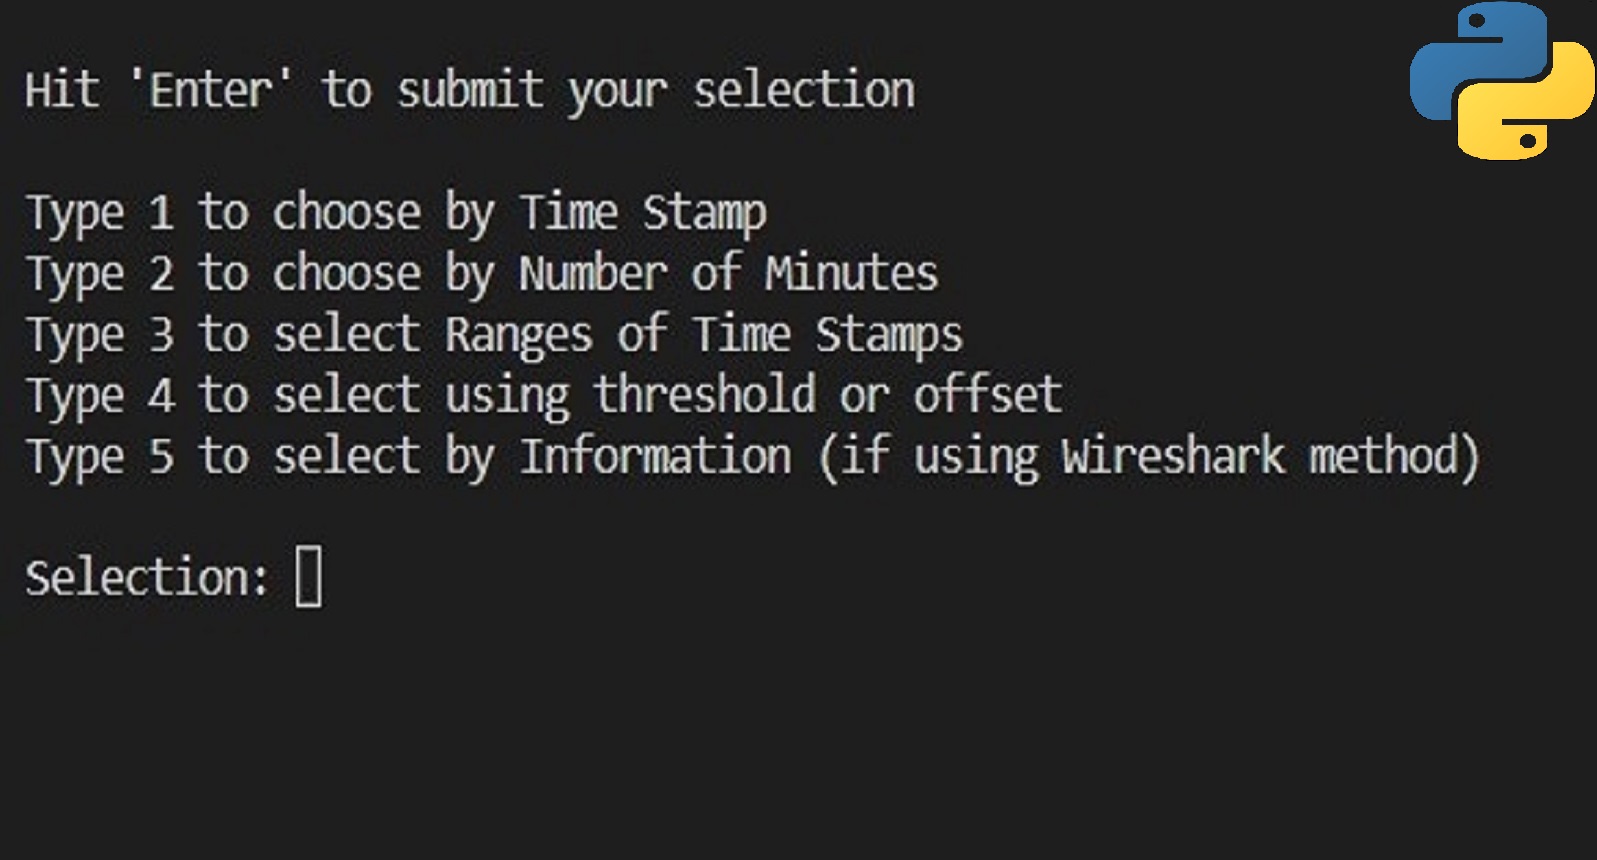 Hit 'Enter' to submit your selection
Type 1 to choose by Time Stamp
Type 2 to choose by Number of Minutes
Type 3 to select Ranges of Time Stamps
Type 4 to select using threshold or offset
Type 5 to select by Information (if using Wireshark method)
Selection: